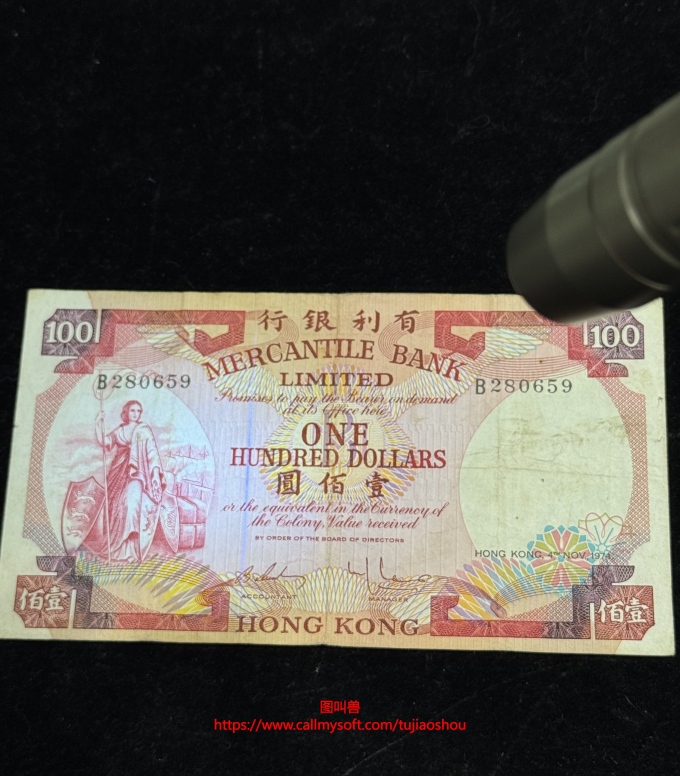 100
行銀利有
100
MERCANTILE BANK
LIMITED
B280659
B280659
Promises to pay the Bearer on demand
at its Office here
ONE
HUNDRED DOLLARS
圓佰壹
or the equivalent in the Currency of
the Colony, Value received
BY ORDER OF THE BOARD OF DIRECTORS
HONG KONG, 4TH NOV. 1974.
ACCOUNTANT
MANAGER
佰壹
HONG KONG
佰壹
图叫兽
https://www.callmysoft.com/tujiaoshou